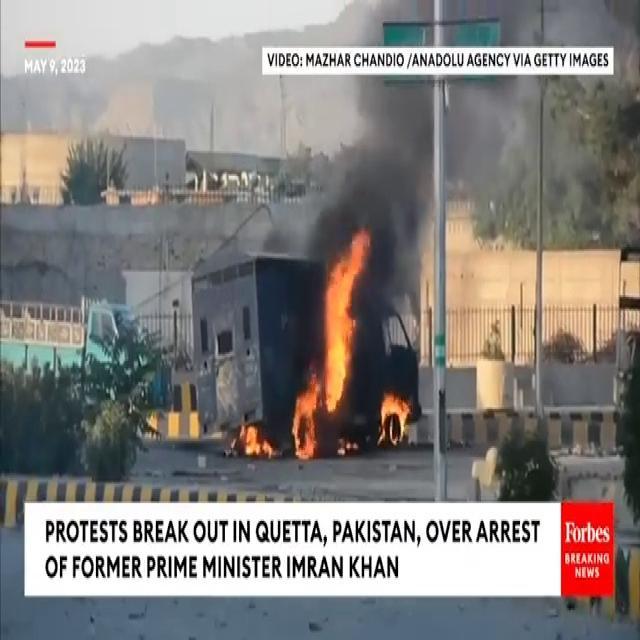 MAY 9, 2023
VIDEO: MAZHAR CHANDIO /ANADOLU AGENCY VIA GETTY IMAGES
PROTESTS BREAK OUT IN QUETTA, PAKISTAN, OVER ARREST
OF FORMER PRIME MINISTER IMRAN KHAN
Forbes
BREAKING
NEWS